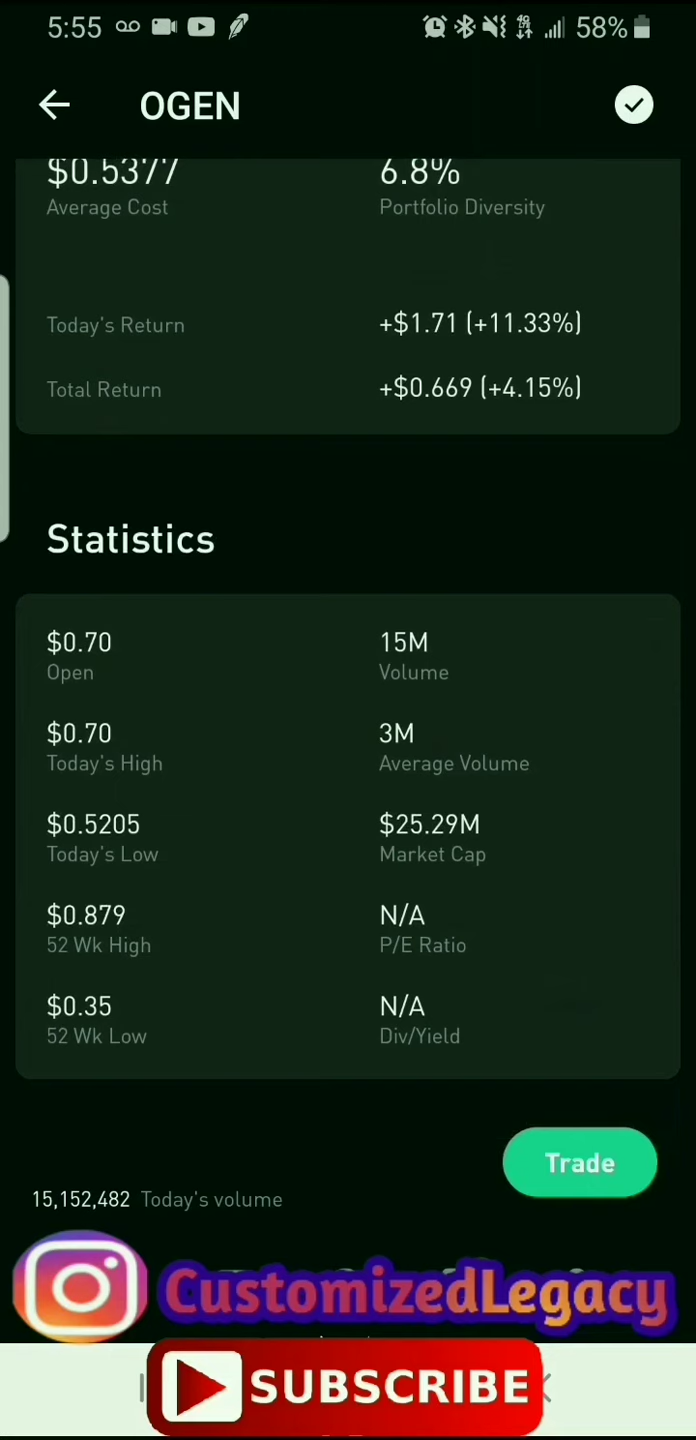 5:55 58%
OGEN
$0.5377 6.8%
Average Cost Portfolio Diversity
Today's Return +$1.71 (+11.33%)
Total Return +$0.669 (+4.15%)
Statistics
$0.70 15M
Open Volume
$0.70 3M
Today's High Average Volume
$0.5205 $25.29M
Today's Low Market Cap
$0.879 N/A
52 Wk High P/E Ratio
$0.35 N/A
52 Wk Low Div/Yield
Trade
15,152,482 Today's volume
CustomizedLegacy
SUBSCRIBE